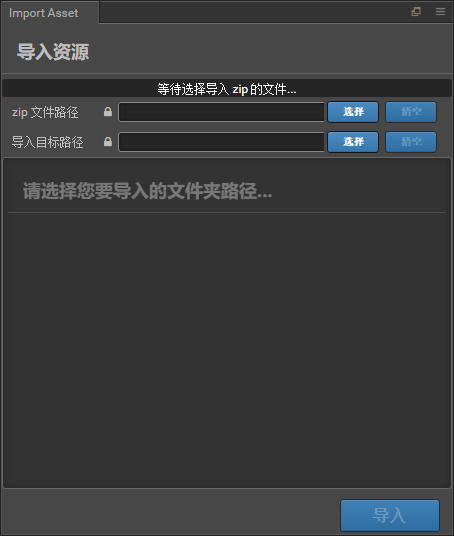 Import Asset
导入资源
等待选择导入 zip 的文件...
zip 文件路径 选择 清空
导入目标路径 选择 清空
请选择您要导入的文件夹路径...
导入